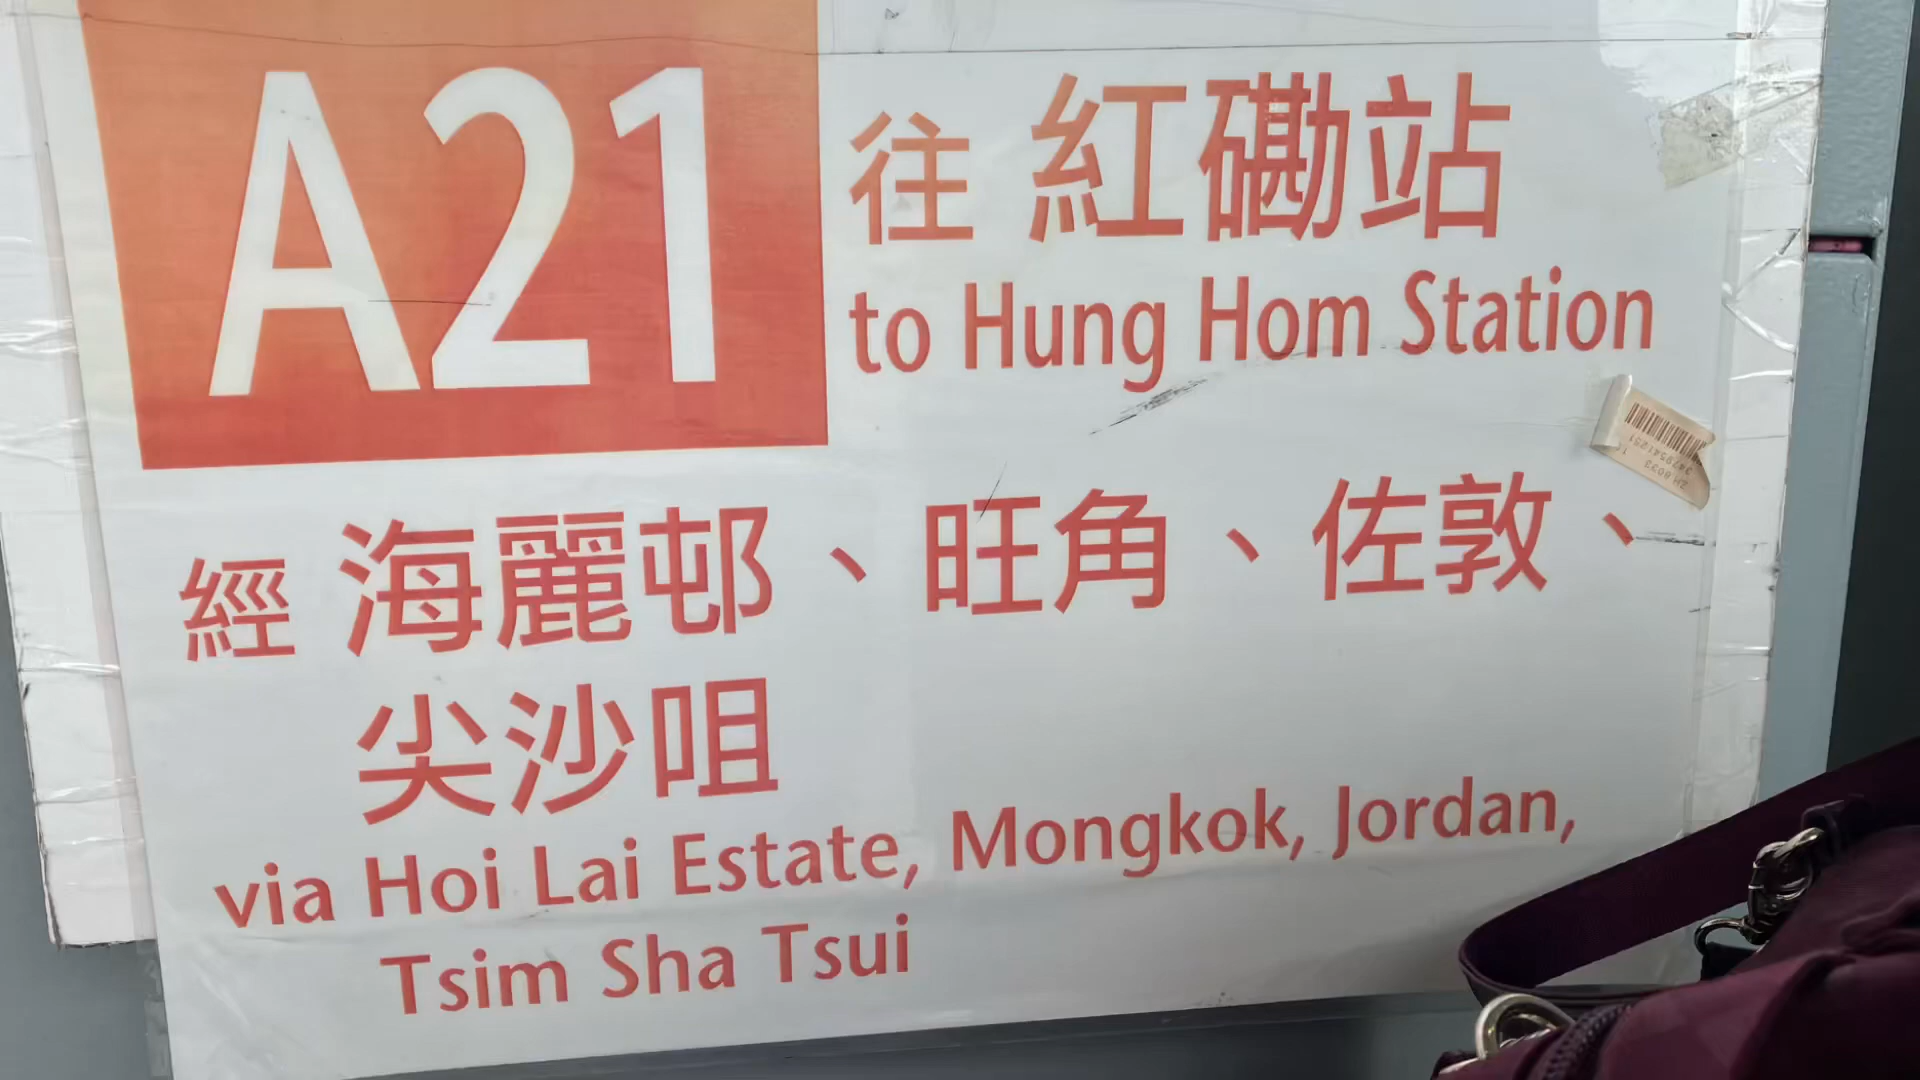 A21
往 紅磡站
to Hung Hom Station
經 海麗邨、旺角、佐敦、
尖沙咀
via Hoi Lai Estate, Mongkok, Jordan,
Tsim Sha Tsui